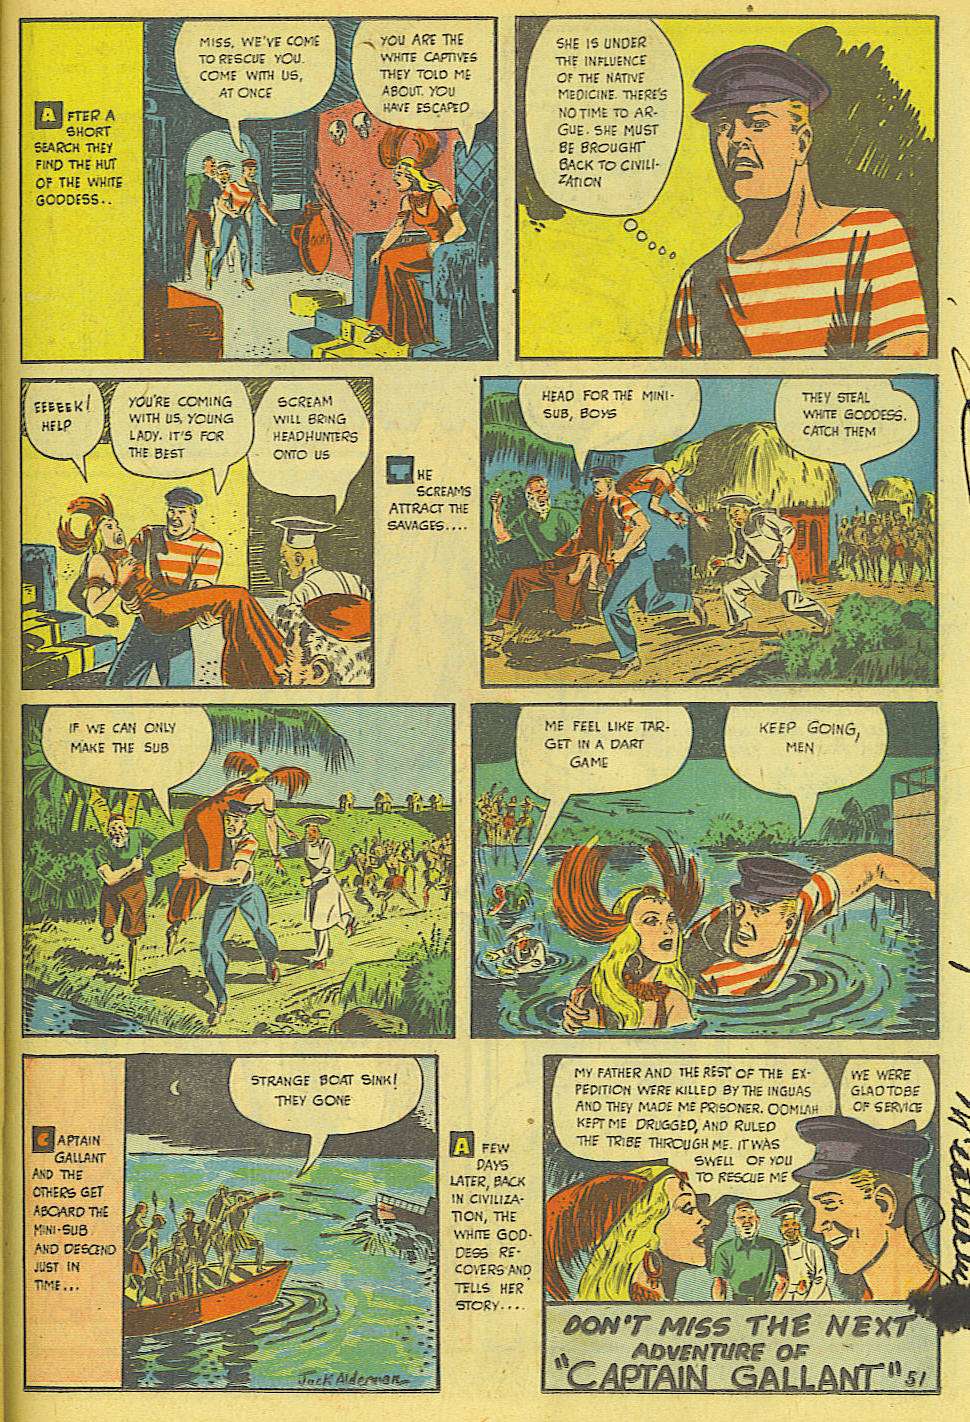 AFTER A
SHORT
SEARCH THEY
FIND THE HUT
OF THE WHITE
GODDESS..
MISS, WE'VE COME
TO RESCUE YOU.
COME WITH US,
AT ONCE
YOU ARE THE
WHITE CAPTIVES
THEY TOLD ME
ABOUT. YOU
HAVE ESCAPED
SHE IS UNDER
THE INFLUENCE
OF THE NATIVE
MEDICINE. THERE'S
NO TIME TO AR-
GUE. SHE MUST
BE BROUGHT
BACK TO CIVILI-
ZATION
EEEEEK!
HELP
YOU'RE COMING
WITH US, YOUNG
LADY. IT'S FOR
THE BEST
SCREAM
WILL BRING
HEADHUNTERS
ONTO US
THE
SCREAMS
ATTRACT THE
SAVAGES....
HEAD FOR THE MINI-
SUB, BOYS
THEY STEAL
WHITE GODDESS.
CATCH THEM
IF WE CAN ONLY
MAKE THE SUB
ME FEEL LIKE TAR-
GET IN A DART
GAME
KEEP GOING,
MEN
CAPTAIN
GALLANT
AND THE
OTHERS GET
ABOARD THE
MINI-SUB
AND DESCEND
JUST IN
TIME...
STRANGE BOAT SINK!
THEY GONE
Jack Alderman
A FEW
DAYS
LATER, BACK
IN CIVILIZA-
TION, THE
WHITE GOD-
DESS RE-
COVERS AND
TELLS HER
STORY....
MY FATHER AND THE REST OF THE EX-
PEDITION WERE KILLED BY THE INGUAS
AND THEY MADE ME PRISONER. OOMLAH
KEPT ME DRUGGED, AND RULED
THE TRIBE THROUGH ME. IT WAS
SWELL OF YOU
TO RESCUE ME
WE WERE
GLAD TO BE
OF SERVICE
DON'T MISS THE NEXT
ADVENTURE OF
"CAPTAIN GALLANT"
51